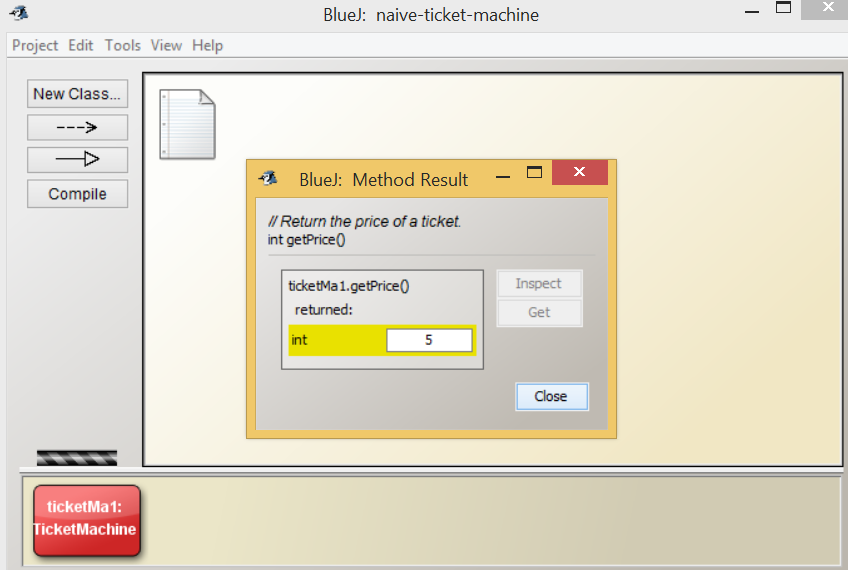 BlueJ: naive-ticket-machine
Project Edit Tools View Help
New Class...
Compile
BlueJ: Method Result
// Return the price of a ticket.
int getPrice()
ticketMa1.getPrice()
returned:
int 5
Inspect
Get
Close
ticketMa1:
TicketMachine